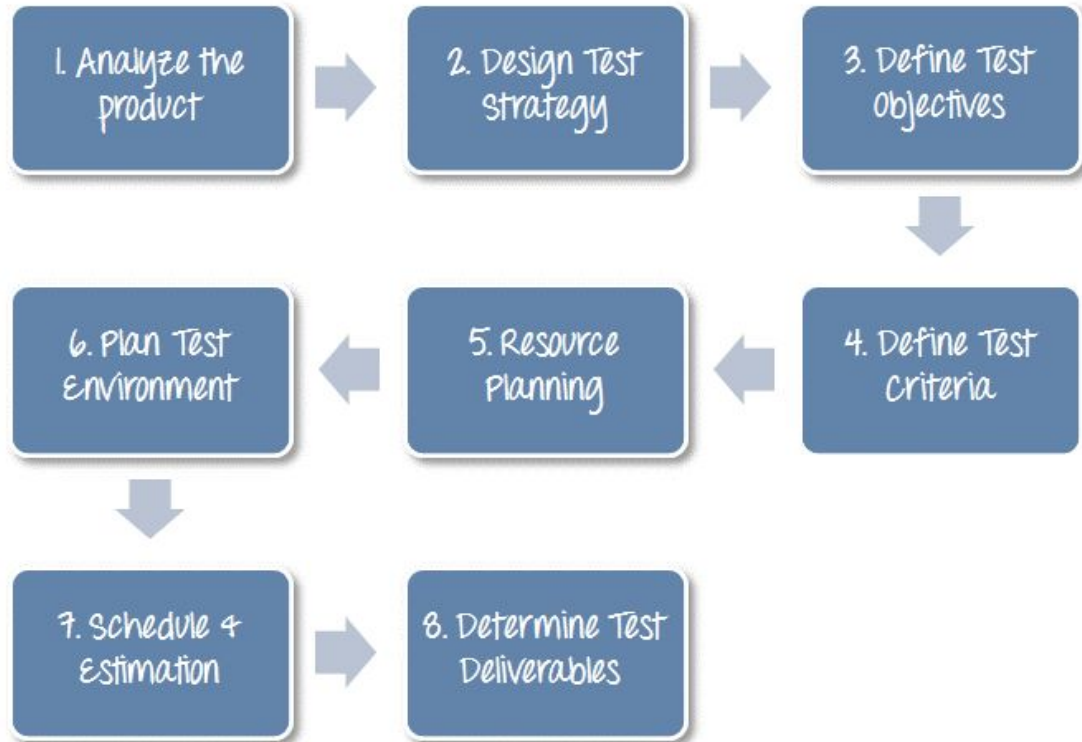 1. Analyze the
product
2. Design Test
Strategy
3. Define Test
Objectives
4. Define Test
Criteria
5. Resource
Planning
6. Plan Test
Environment
7. Schedule &
Estimation
8. Determine Test
Deliverables